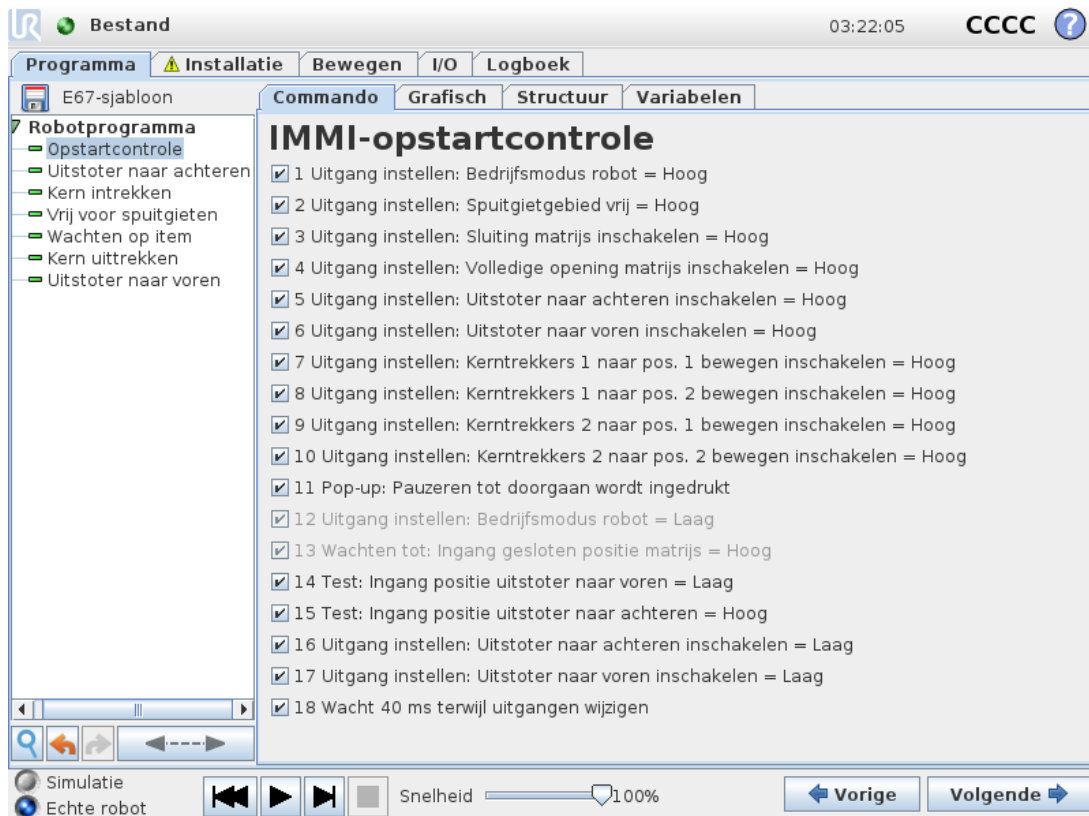 UR Bestand 03:22:05 CCCC ?
Programma Installatie Bewegen I/O Logboek
E67-sjabloon
Commando Grafisch Structuur Variabelen
Robotprogramma
Opstartcontrole
Uitstoter naar achteren
Kern intrekken
Vrij voor spuitgieten
Wachten op item
Kern uittrekken
Uitstoter naar voren
IMMI-opstartcontrole
1 Uitgang instellen: Bedrijfsmodus robot = Hoog
2 Uitgang instellen: Spuitgietgebied vrij = Hoog
3 Uitgang instellen: Sluiting matrijs inschakelen = Hoog
4 Uitgang instellen: Volledige opening matrijs inschakelen = Hoog
5 Uitgang instellen: Uitstoter naar achteren inschakelen = Hoog
6 Uitgang instellen: Uitstoter naar voren inschakelen = Hoog
7 Uitgang instellen: Kerntrekkers 1 naar pos. 1 bewegen inschakelen = Hoog
8 Uitgang instellen: Kerntrekkers 1 naar pos. 2 bewegen inschakelen = Hoog
9 Uitgang instellen: Kerntrekkers 2 naar pos. 1 bewegen inschakelen = Hoog
10 Uitgang instellen: Kerntrekkers 2 naar pos. 2 bewegen inschakelen = Hoog
11 Pop-up: Pauzeren tot doorgaan wordt ingedrukt
12 Uitgang instellen: Bedrijfsmodus robot = Laag
13 Wachten tot: Ingang gesloten positie matrijs = Hoog
14 Test: Ingang positie uitstoter naar voren = Laag
15 Test: Ingang positie uitstoter naar achteren = Hoog
16 Uitgang instellen: Uitstoter naar achteren inschakelen = Laag
17 Uitgang instellen: Uitstoter naar voren inschakelen = Laag
18 Wacht 40 ms terwijl uitgangen wijzigen
Simulatie
Echte robot
Snelheid 100%
Vorige Volgende